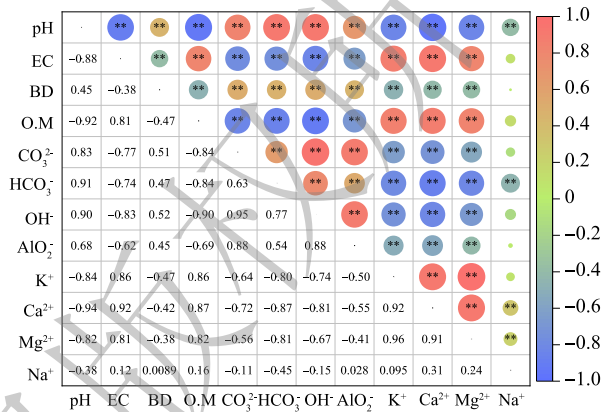 pH · ** ** ** ** ** ** ** ** ** ** ** 1.0
EC −0.88 · ** ** ** ** ** ** ** ** ** 0.8
BD 0.45 −0.38 · ** ** ** ** ** ** ** ** 0.6
O.M −0.92 0.81 −0.47 · ** ** ** ** ** ** ** 0.4
CO₃²⁻ 0.83 −0.77 0.51 −0.84 · ** ** ** ** ** ** 0.2
HCO₃⁻ 0.91 −0.74 0.47 −0.84 0.63 · ** ** ** ** ** ** 0
OH⁻ 0.90 −0.83 0.52 −0.90 0.95 0.77 · ** ** ** ** −0.2
AlO₂⁻ 0.68 −0.62 0.45 −0.69 0.88 0.54 0.88 · ** ** ** −0.4
K⁺ −0.84 0.86 −0.47 0.86 −0.64 −0.80 −0.74 −0.50 · ** ** −0.6
Ca²⁺ −0.94 0.92 −0.42 0.87 −0.72 −0.87 −0.81 −0.55 0.92 · ** ** −0.8
Mg²⁺ −0.82 0.81 −0.38 0.82 −0.56 −0.81 −0.67 −0.41 0.96 0.91 · **
Na⁺ −0.38 0.12 0.0089 0.16 −0.11 −0.45 −0.15 0.028 0.095 0.31 0.24 · −1.0
pH EC BD O.M CO₃²⁻ HCO₃⁻ OH⁻ AlO₂⁻ K⁺ Ca²⁺ Mg²⁺ Na⁺